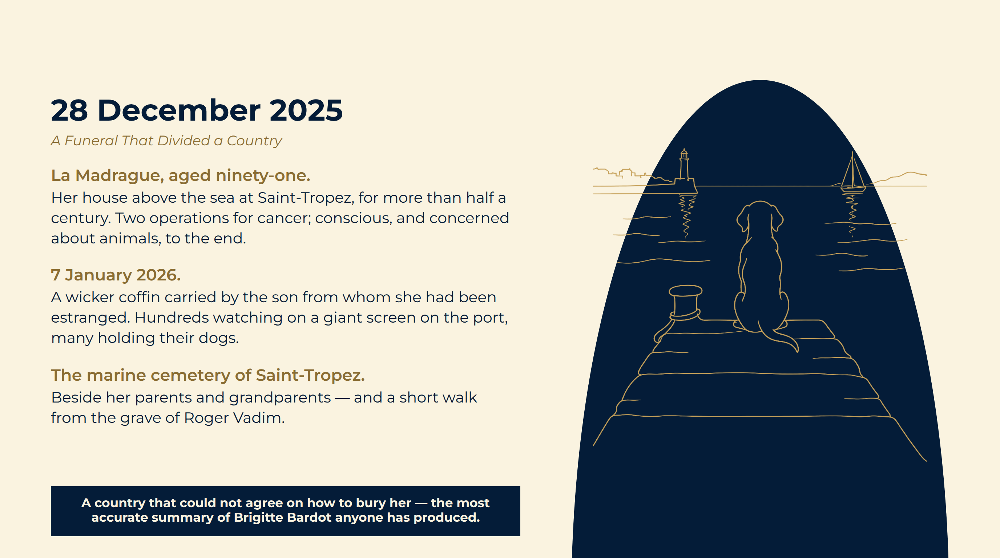 28 December 2025
A Funeral That Divided a Country
La Madrague, aged ninety-one.
Her house above the sea at Saint-Tropez, for more than half a
century. Two operations for cancer; conscious, and concerned
about animals, to the end.
7 January 2026.
A wicker coffin carried by the son from whom she had been
estranged. Hundreds watching on a giant screen on the port,
many holding their dogs.
The marine cemetery of Saint-Tropez.
Beside her parents and grandparents — and a short walk
from the grave of Roger Vadim.
A country that could not agree on how to bury her — the most
accurate summary of Brigitte Bardot anyone has produced.